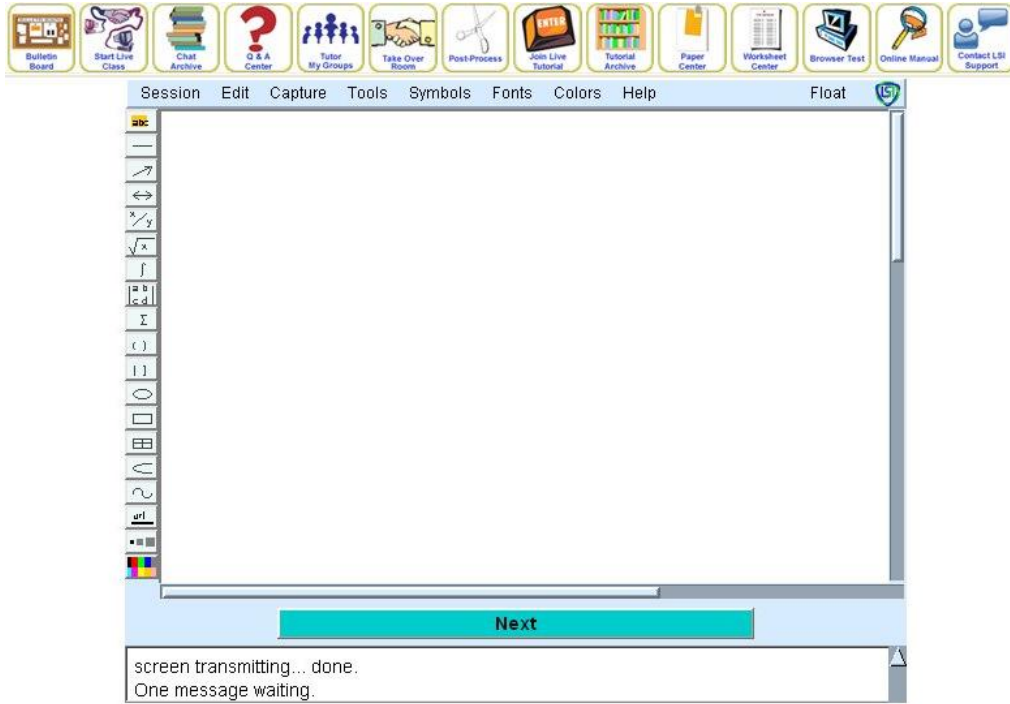 Bulletin Board
Start Live Class
Chat Archive
Q & A Center
Tutor My Groups
Take Over Room
Post-Process
ENTER
Join Live Tutorial
Tutorial Archive
Paper Center
Worksheet Center
Browser Test
Online Manual
Contact LSI Support
Session Edit Capture Tools Symbols Fonts Colors Help Float LSI
abc
x/y
√x
∫
a b
c d
Σ
( )
[ ]
url
Next
screen transmitting... done.
One message waiting.